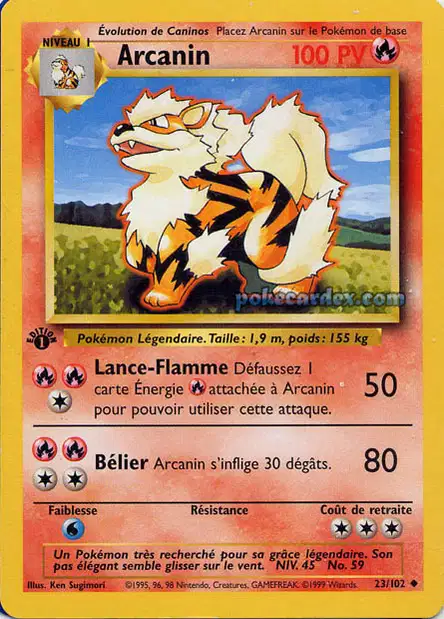 Évolution de Caninos Placez Arcanin sur le Pokémon de base
NIVEAU 1
Arcanin
100 PV
pokecardex.com
EDITION
1
Pokémon Légendaire. Taille: 1,9 m, poids: 155 kg
Lance-Flamme Défaussez 1
carte Énergie attachée à Arcanin
pour pouvoir utiliser cette attaque.
50
Bélier Arcanin s'inflige 30 dégâts.
80
Faiblesse Résistance Coût de retraite
Un Pokémon très recherché pour sa grâce légendaire. Son
pas élégant semble glisser sur le vent. NIV. 45 No. 59
Illus. Ken Sugimori ©1995, 96, 98 Nintendo, Creatures, GAMEFREAK. ©1999 Wizards. 23/102